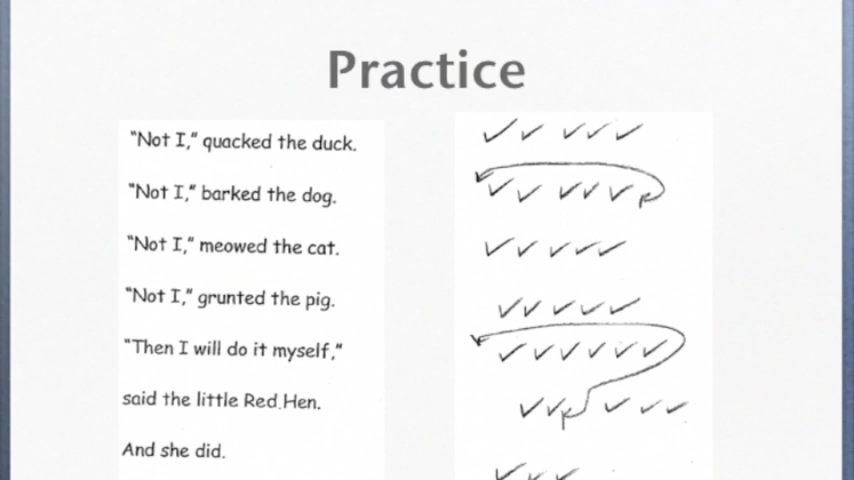 Practice
"Not I," quacked the duck.
"Not I," barked the dog.
"Not I," meowed the cat.
"Not I," grunted the pig.
"Then I will do it myself,"
said the little Red Hen.
And she did.